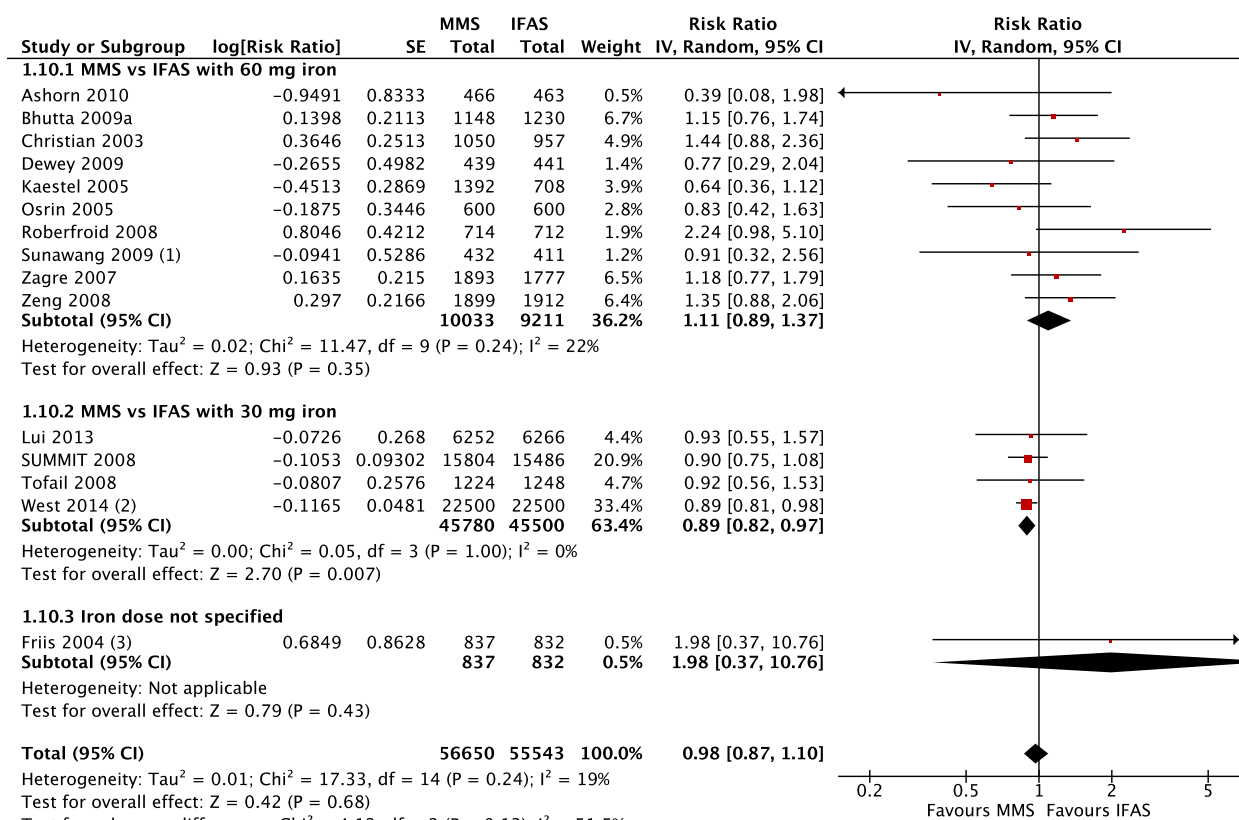 MMS IFAS Risk Ratio Risk Ratio
Study or Subgroup log[Risk Ratio] SE Total Total Weight IV, Random, 95% CI IV, Random, 95% CI
1.10.1 MMS vs IFAS with 60 mg iron
Ashorn 2010 −0.9491 0.8333 466 463 0.5% 0.39 [0.08, 1.98]
Bhutta 2009a 0.1398 0.2113 1148 1230 6.7% 1.15 [0.76, 1.74]
Christian 2003 0.3646 0.2513 1050 957 4.9% 1.44 [0.88, 2.36]
Dewey 2009 −0.2655 0.4982 439 441 1.4% 0.77 [0.29, 2.04]
Kaestel 2005 −0.4513 0.2869 1392 708 3.9% 0.64 [0.36, 1.12]
Osrin 2005 −0.1875 0.3446 600 600 2.8% 0.83 [0.42, 1.63]
Roberfroid 2008 0.8046 0.4212 714 712 1.9% 2.24 [0.98, 5.10]
Sunawang 2009 (1) −0.0941 0.5286 432 411 1.2% 0.91 [0.32, 2.56]
Zagre 2007 0.1635 0.215 1893 1777 6.5% 1.18 [0.77, 1.79]
Zeng 2008 0.297 0.2166 1899 1912 6.4% 1.35 [0.88, 2.06]
Subtotal (95% CI) 10033 9211 36.2% 1.11 [0.89, 1.37]
Heterogeneity: Tau² = 0.02; Chi² = 11.47, df = 9 (P = 0.24); I² = 22%
Test for overall effect: Z = 0.93 (P = 0.35)
1.10.2 MMS vs IFAS with 30 mg iron
Lui 2013 −0.0726 0.268 6252 6266 4.4% 0.93 [0.55, 1.57]
SUMMIT 2008 −0.1053 0.09302 15804 15486 20.9% 0.90 [0.75, 1.08]
Tofail 2008 −0.0807 0.2576 1224 1248 4.7% 0.92 [0.56, 1.53]
West 2014 (2) −0.1165 0.0481 22500 22500 33.4% 0.89 [0.81, 0.98]
Subtotal (95% CI) 45780 45500 63.4% 0.89 [0.82, 0.97]
Heterogeneity: Tau² = 0.00; Chi² = 0.05, df = 3 (P = 1.00); I² = 0%
Test for overall effect: Z = 2.70 (P = 0.007)
1.10.3 Iron dose not specified
Friis 2004 (3) 0.6849 0.8628 837 832 0.5% 1.98 [0.37, 10.76]
Subtotal (95% CI) 837 832 0.5% 1.98 [0.37, 10.76]
Heterogeneity: Not applicable
Test for overall effect: Z = 0.79 (P = 0.43)
Total (95% CI) 56650 55543 100.0% 0.98 [0.87, 1.10]
Heterogeneity: Tau² = 0.01; Chi² = 17.33, df = 14 (P = 0.24); I² = 19%
Test for overall effect: Z = 0.42 (P = 0.68)
0.2 0.5 1 2 5
Favours MMS Favours IFAS